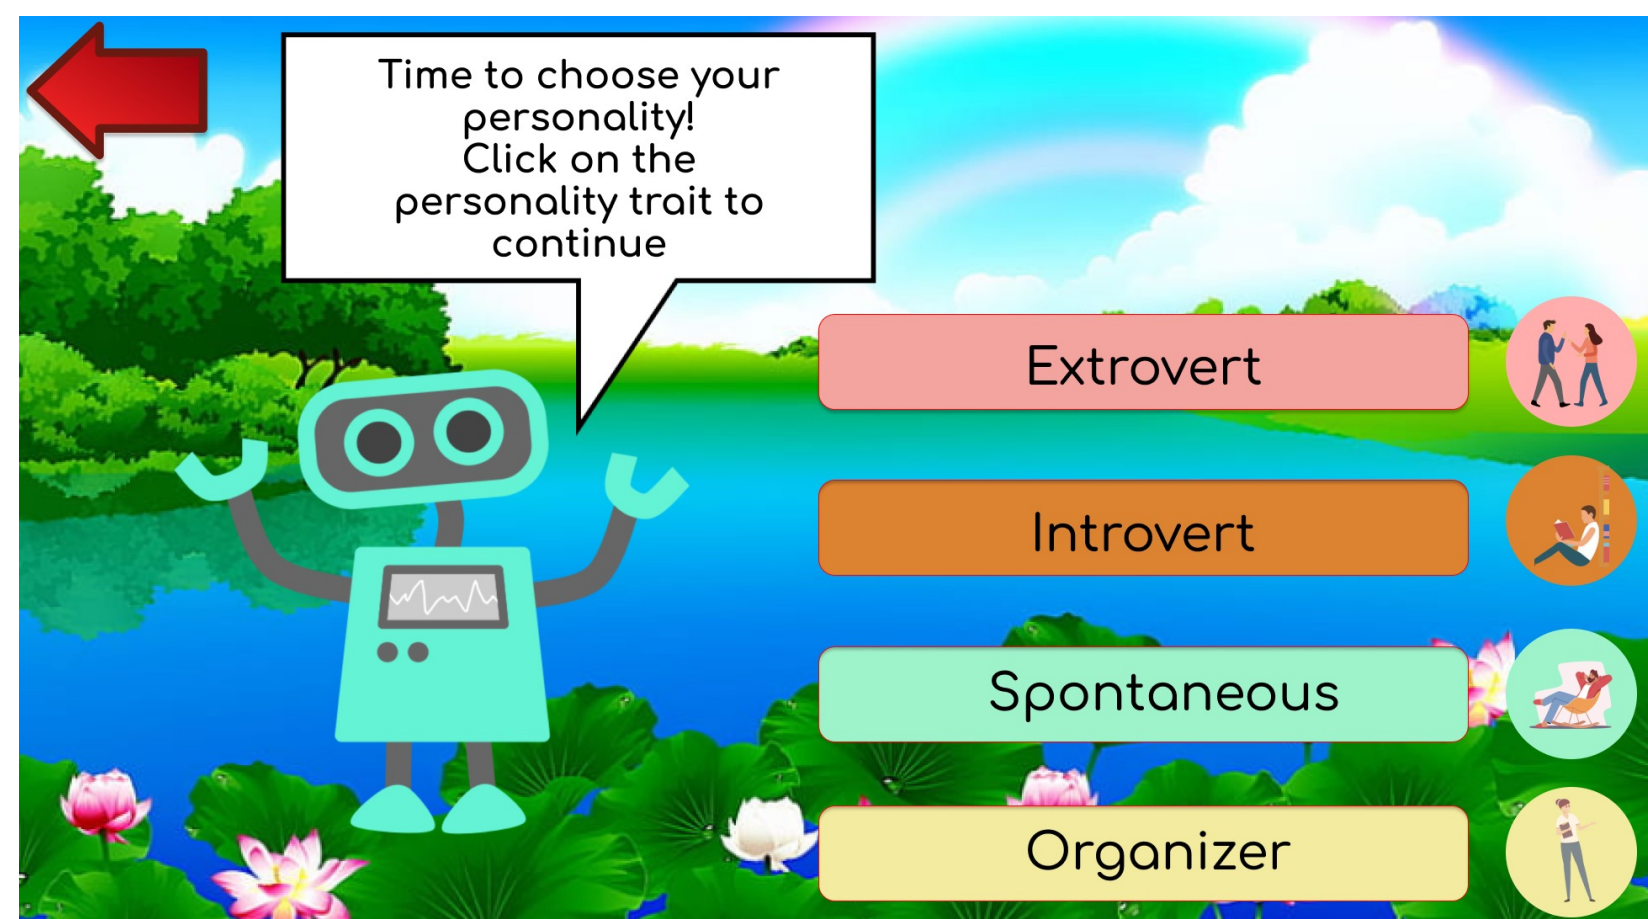 Time to choose your
personality!
Click on the
personality trait to
continue
Extrovert
Introvert
Spontaneous
Organizer